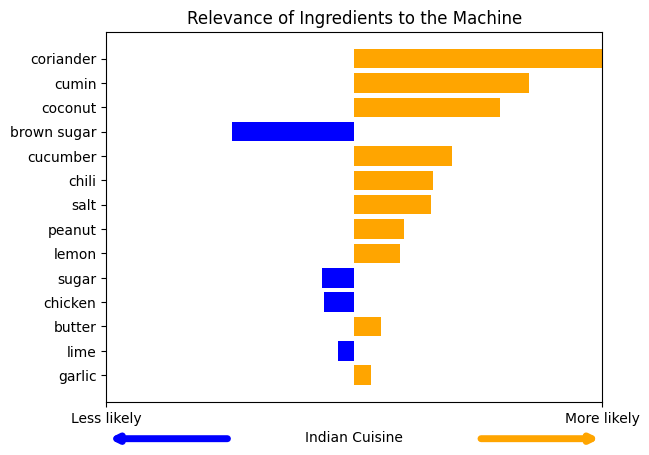 Relevance of Ingredients to the Machine
coriander
cumin
coconut
brown sugar
cucumber
chili
salt
peanut
lemon
sugar
chicken
butter
lime
garlic
Less likely
More likely
Indian Cuisine